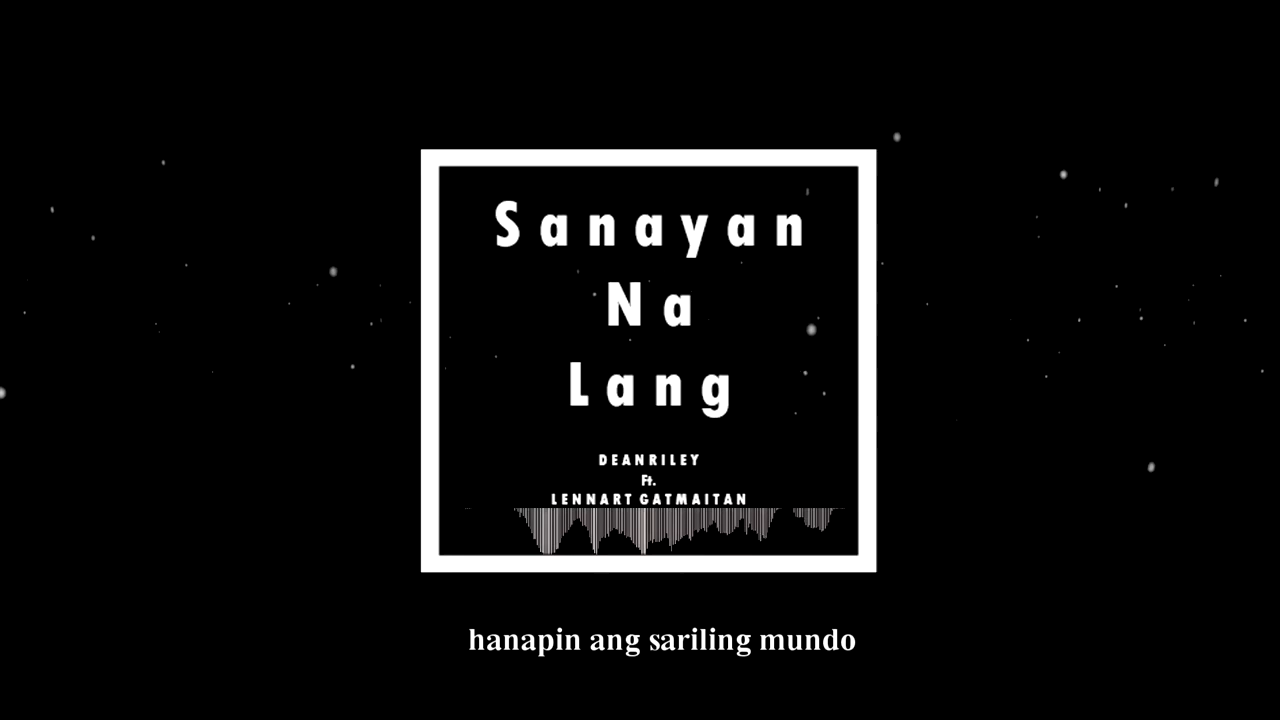 Sanayan
Na
Lang
DEANRILEY
Ft.
LENNART GATMAITAN
hanapin ang sariling mundo